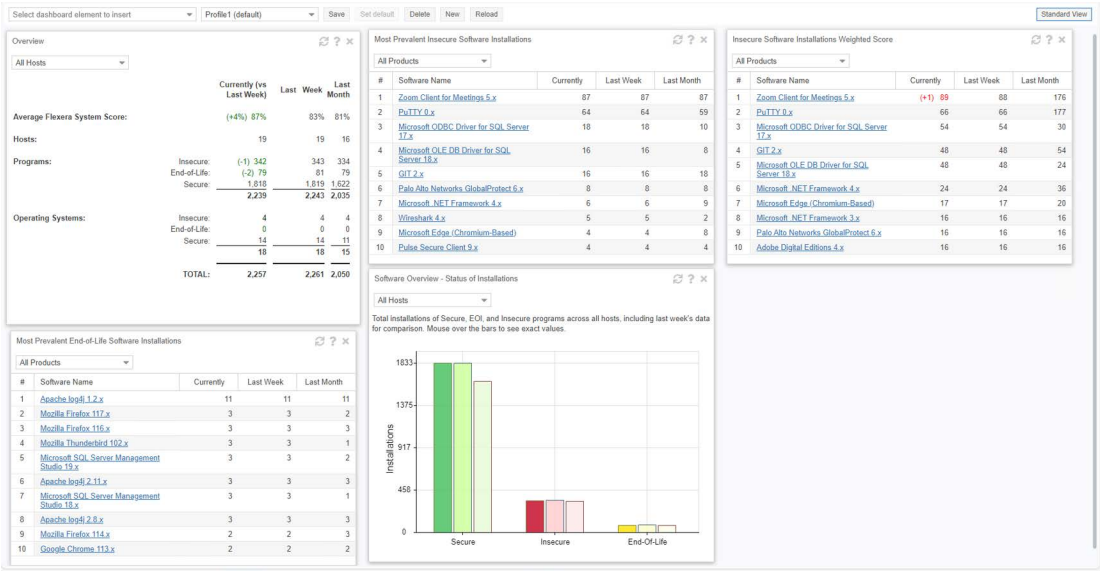 Select dashboard element to insert Profile1 (default) Save Set default Delete New Reload Standard View
Overview
All Hosts
Currently (vs Last Week Last
Last Week) Month
Average Flexera System Score: (+4%) 87% 83% 81%
Hosts: 19 19 16
Programs: Insecure: (-1) 342 343 334
End-of-Life: (-2) 79 81 79
Secure: 1,818 1,819 1,622
2,239 2,243 2,035
Operating Systems: Insecure: 4 4 4
End-of-Life: 0 0 0
Secure: 14 14 11
18 18 15
TOTAL: 2,257 2,261 2,050
Most Prevalent Insecure Software Installations
All Products
# Software Name Currently Last Week Last Month
1 Zoom Client for Meetings 5.x 87 87 87
2 PuTTY 0.x 64 64 59
3 Microsoft ODBC Driver for SQL Server 18 18 10
17.x
4 Microsoft OLE DB Driver for SQL 16 16 8
Server 18.x
5 GIT 2.x 16 16 18
6 Palo Alto Networks GlobalProtect 6.x 8 8 8
7 Microsoft .NET Framework 4.x 6 6 9
8 Wireshark 4.x 5 5 2
9 Microsoft Edge (Chromium-Based) 4 4 8
10 Pulse Secure Client 9.x 4 4 4
Insecure Software Installations Weighted Score
All Products
# Software Name Currently Last Week Last Month
1 Zoom Client for Meetings 5.x (+1) 89 88 176
2 PuTTY 0.x 66 66 177
3 Microsoft ODBC Driver for SQL Server 54 54 30
17.x
4 GIT 2.x 48 48 54
5 Microsoft OLE DB Driver for SQL 48 48 24
Server 18.x
6 Microsoft .NET Framework 4.x 24 24 36
7 Microsoft Edge (Chromium-Based) 17 17 20
8 Microsoft .NET Framework 3.x 16 16 16
9 Palo Alto Networks GlobalProtect 6.x 16 16 16
10 Adobe Digital Editions 4.x 16 16 16
Most Prevalent End-of-Life Software Installations
All Products
# Software Name Currently Last Week Last Month
1 Apache log4j 1.2.x 11 11 11
2 Mozilla Firefox 117.x 3 3 2
3 Mozilla Firefox 116.x 3 3 3
4 Mozilla Thunderbird 102.x 3 3 1
5 Microsoft SQL Server Management 3 3 2
Studio 19.x
6 Apache log4j 2.11.x 3 3 3
7 Microsoft SQL Server Management 3 3 1
Studio 18.x
8 Apache log4j 2.8.x 3 3 3
9 Mozilla Firefox 114.x 2 2 3
10 Google Chrome 113.x 2 2 2
Software Overview - Status of Installations
All Hosts
Total installations of Secure, EOl, and Insecure programs across all hosts, including last week's data
for comparison. Mouse over the bars to see exact values.
Installations
1833
1375
917
458
0
Secure Insecure End-Of-Life